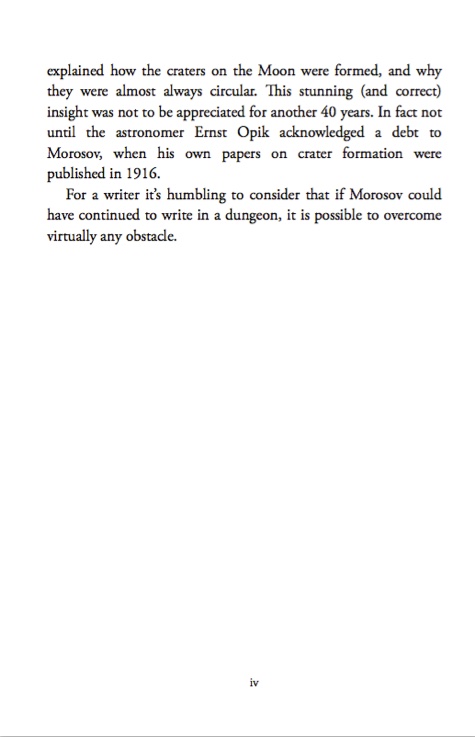 explained how the craters on the Moon were formed, and why
they were almost always circular. This stunning (and correct)
insight was not to be appreciated for another 40 years. In fact not
until the astronomer Ernst Opik acknowledged a debt to
Morosov, when his own papers on crater formation were
published in 1916.
For a writer it's humbling to consider that if Morosov could
have continued to write in a dungeon, it is possible to overcome
virtually any obstacle.
iv